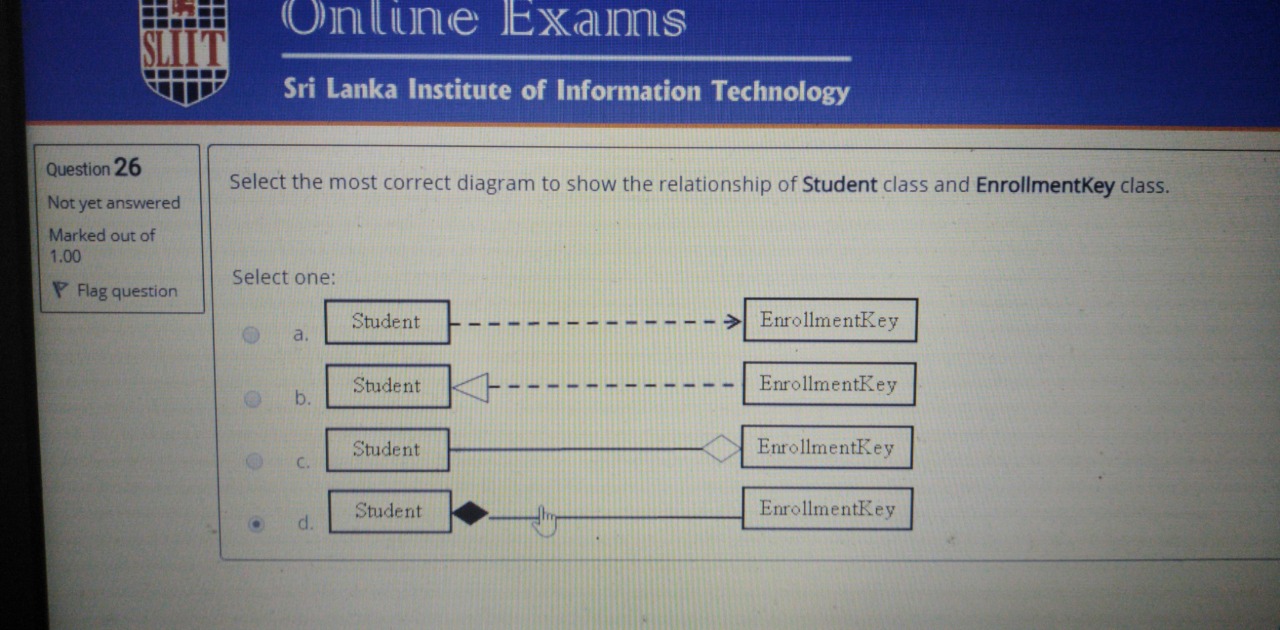 Online Exams
SLIIT
Sri Lanka Institute of Information Technology
Question 26
Not yet answered
Marked out of
1.00
Flag question
Select the most correct diagram to show the relationship of Student class and EnrollmentKey class.
Select one:
a. Student EnrollmentKey
b. Student EnrollmentKey
c. Student EnrollmentKey
d. Student EnrollmentKey